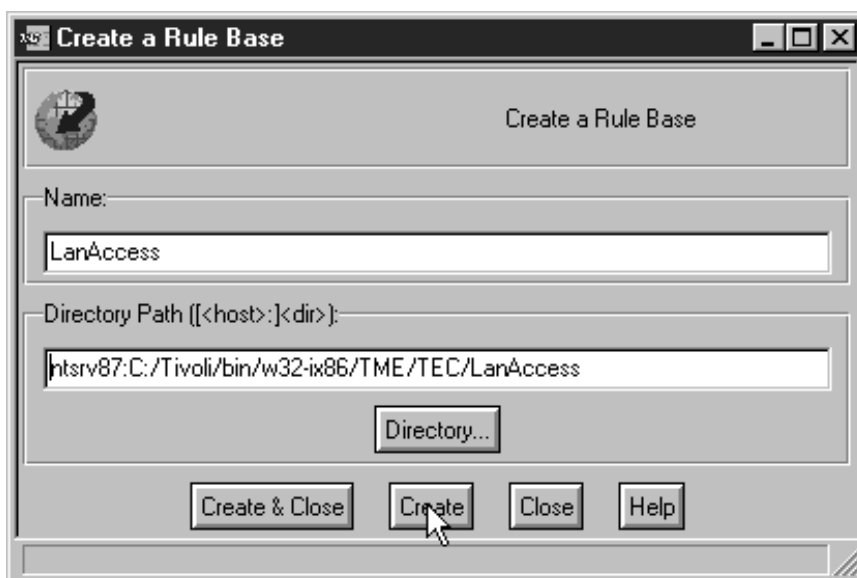 Create a Rule Base
Create a Rule Base
Name:
LanAccess
Directory Path ([<host>:]<dir>):
ntsrv87:C:/Tivoli/bin/w32-ix86/TME/TEC/LanAccess
Directory...
Create & Close Create Close Help